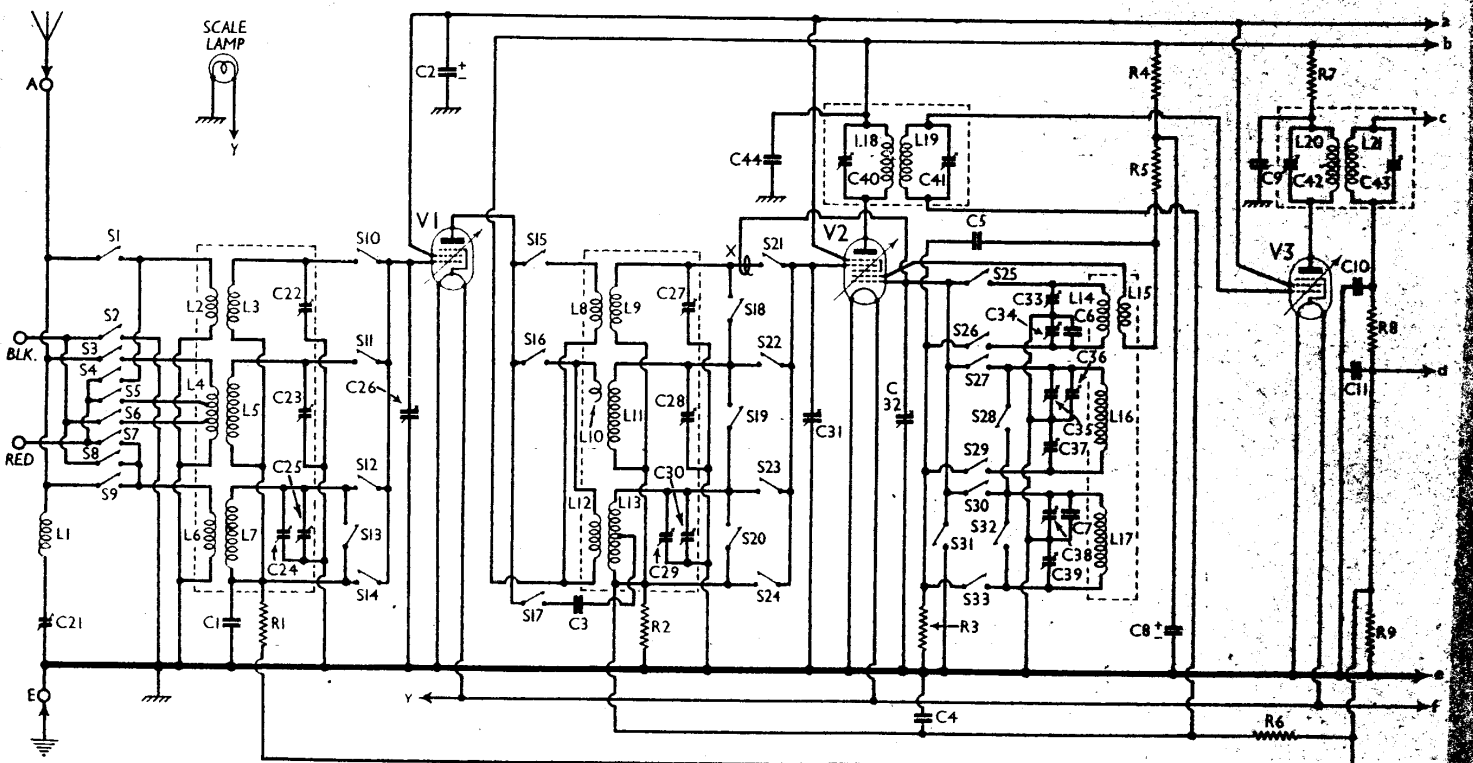 SCALE
LAMP
A
Y
C2
+
−
a
b
R4
R7
c
L18
L19
C44
C40
C41
R5
L20
L21
C9
C42
C43
V1
V2
V3
C5
S1
S10
S15
X
S21
S25
L2
L3
C22
L8
L9
C27
S18
C33
L14
L15
C34
C6
C10
S2
BLK.
S3
S4
S11
S16
S22
S26
S27
C36
R8
L4
S5
L5
C23
C26
L10
L11
C28
S19
C31
C32
S28
C35
L16
C11
d
S6
S7
RED
S8
S9
C25
S12
C30
S23
S29
C37
S30
L1
L6
L7
C24
S13
L12
L13
C29
S20
S31
S32
C7
C38
L17
C39
S14
S17
C3
S24
S33
C21
C1
R1
R2
R3
C8
+
−
R9
E
e
Y
f
C4
R6